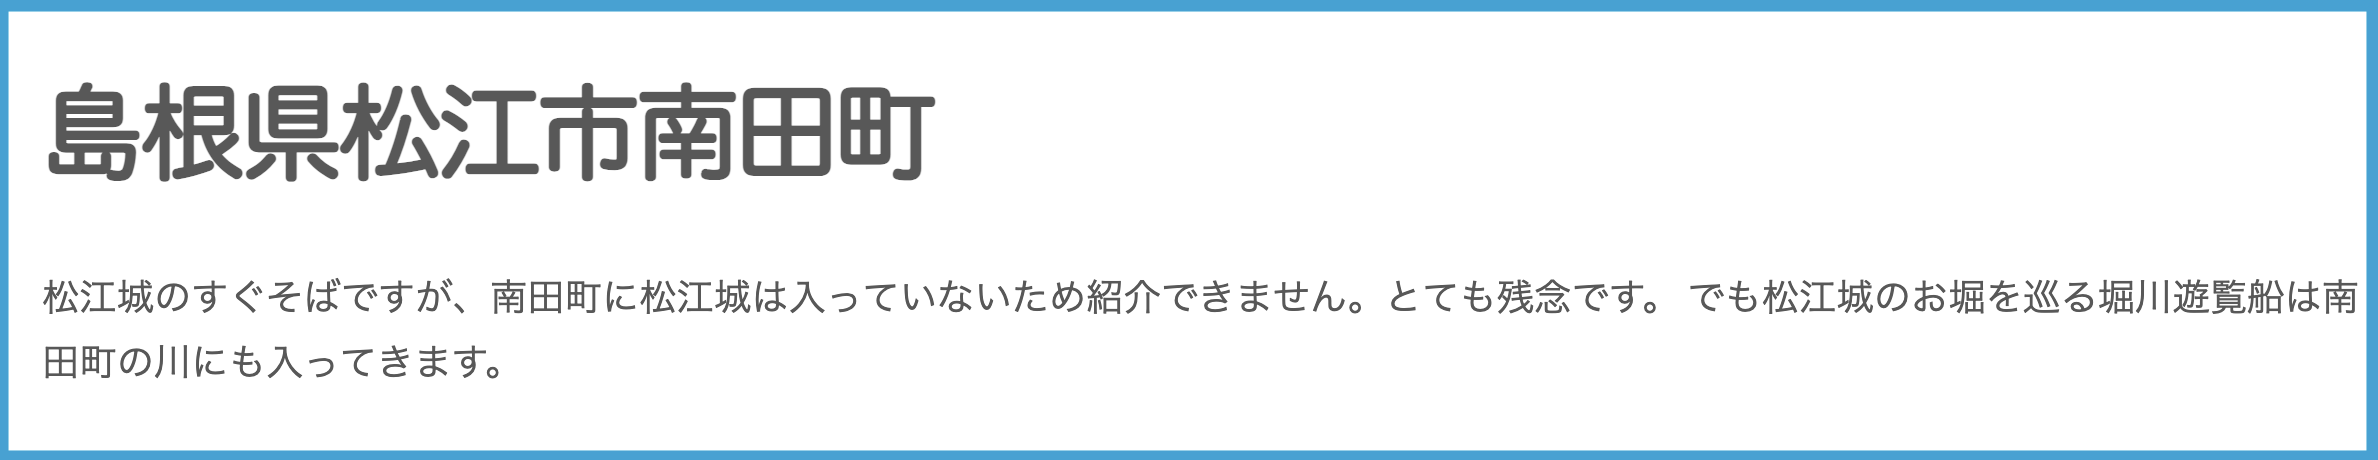 島根県松江市南田町
松江城のすぐそばですが、南田町に松江城は入っていないため紹介できません。とても残念です。 でも松江城のお堀を巡る堀川遊覧船は南
田町の川にも入ってきます。